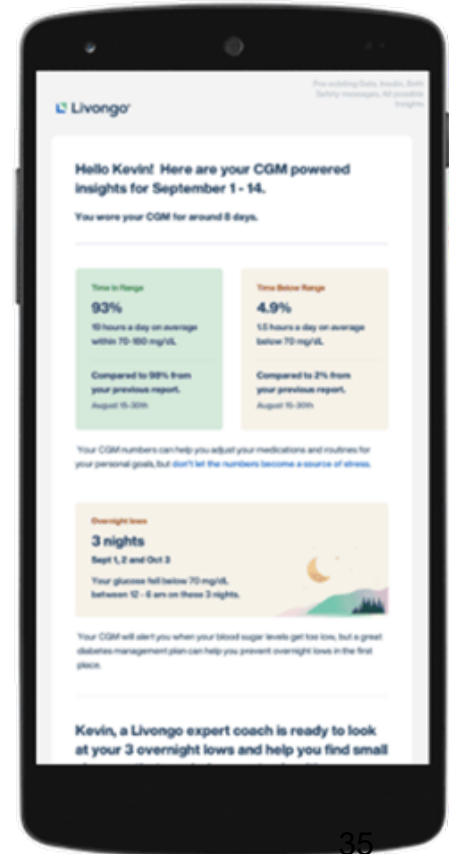 Pre-existing Data, Insulin, Both
Safety messages, All possible
Insights
Livongo
Hello Kevin! Here are your CGM powered
insights for September 1 - 14.
You wore your CGM for around 8 days.
Time in Range
93%
19 hours a day on average
within 70-180 mg/dL
Compared to 98% from
your previous report.
August 15-30th
Time Below Range
4.9%
1.5 hours a day on average
below 70 mg/dL
Compared to 2% from
your previous report.
August 15-30th
Your CGM numbers can help you adjust your medications and routines for
your personal goals, but don't let the numbers become a source of stress.
Overnight lows
3 nights
Sept 1, 2 and Oct 3
Your glucose fell below 70 mg/dL
between 12 - 6 am on those 3 nights.
Your CGM will alert you when your blood sugar levels get too low, but a great
diabetes management plan can help you prevent overnight lows in the first
place.
Kevin, a Livongo expert coach is ready to look
at your 3 overnight lows and help you find small
35